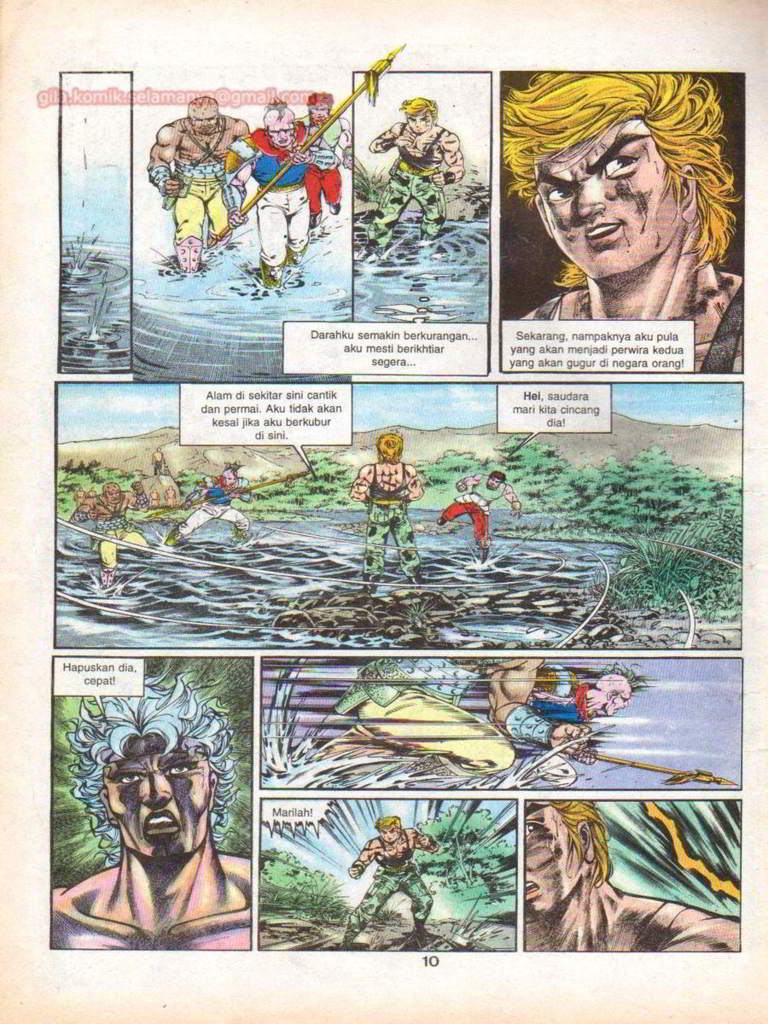 gila.komik.selamanya@gmail.com
Darahku semakin berkurangan...
aku mesti berikhtiar
segera...
Sekarang, nampaknya aku pula
yang akan menjadi perwira kedua
yang akan gugur di negara orang!
Alam di sekitar sini cantik
dan permai. Aku tidak akan
kesal jika aku berkubur
di sini.
Hei, saudara
mari kita cincang
dia!
Hapuskan dia,
cepat!
Marilah!
10